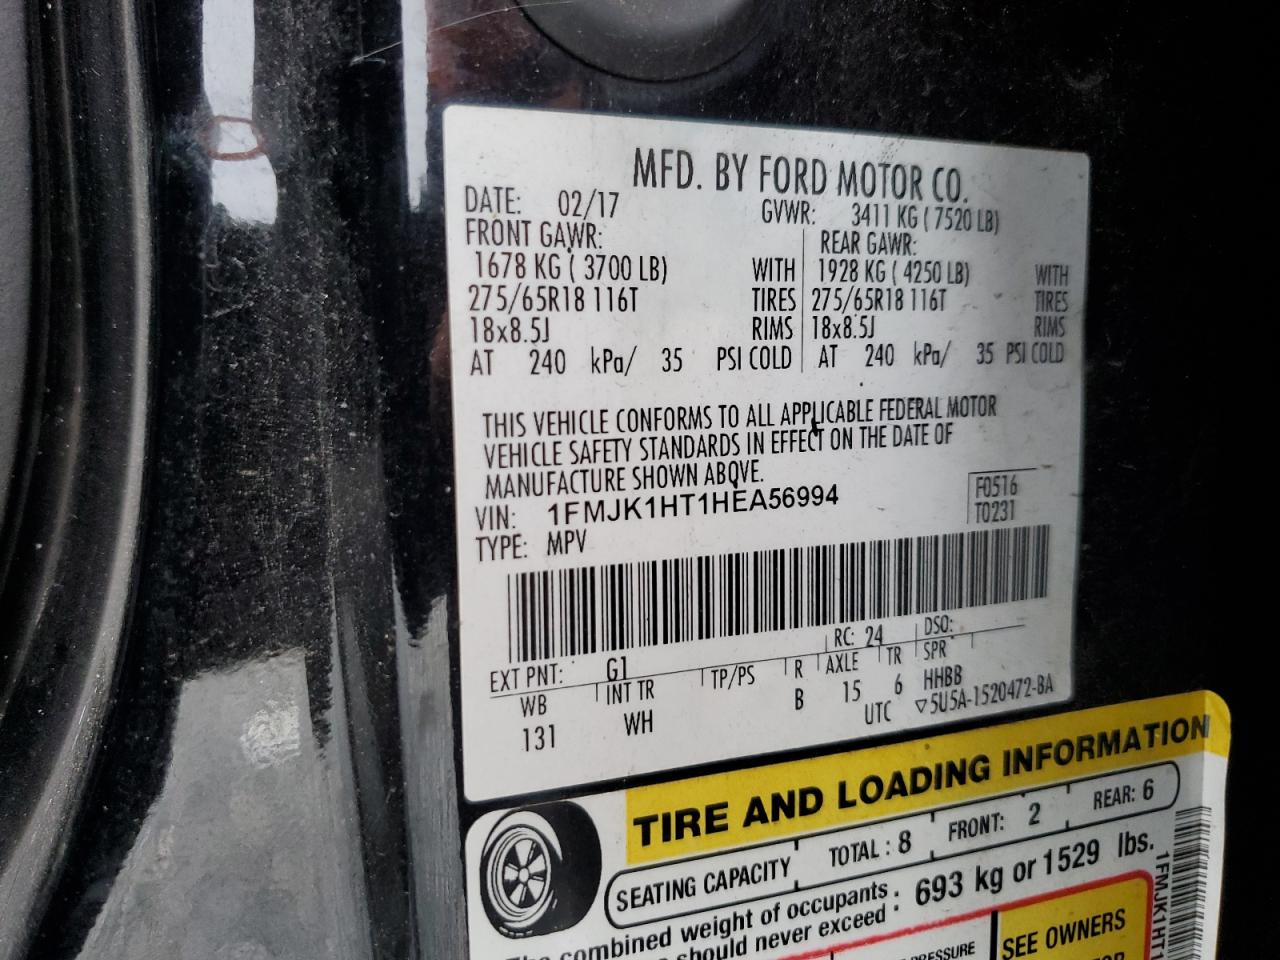 MFD. BY FORD MOTOR CO.
DATE: 02/17 GVWR: 3411 KG ( 7520 LB)
FRONT GAWR: REAR GAWR:
1678 KG ( 3700 LB) WITH 1928 KG ( 4250 LB) WITH
275/65R18 116T TIRES 275/65R18 116T TIRES
18x8.5J RIMS 18x8.5J RIMS
AT 240 kPa/ 35 PSI COLD AT 240 kPa/ 35 PSI COLD
THIS VEHICLE CONFORMS TO ALL APPLICABLE FEDERAL MOTOR
VEHICLE SAFETY STANDARDS IN EFFECT ON THE DATE OF
MANUFACTURE SHOWN ABOVE.
VIN: 1FMJK1HT1HEA56994 F0516
TYPE: MPV T0231
EXT PNT: G1 RC: 24 DSO:
WB INT TR TP/PS R AXLE TR SPR
131 WH B 15 6 HHBB
UTC ▽5U5A-1520472-BA
TIRE AND LOADING INFORMATION
SEATING CAPACITY TOTAL : 8 FRONT: 2 REAR: 6
The combined weight of occupants : 693 kg or 1529 lbs.
should never exceed :
PRESSURE SEE OWNERS
1FMJK1HT1